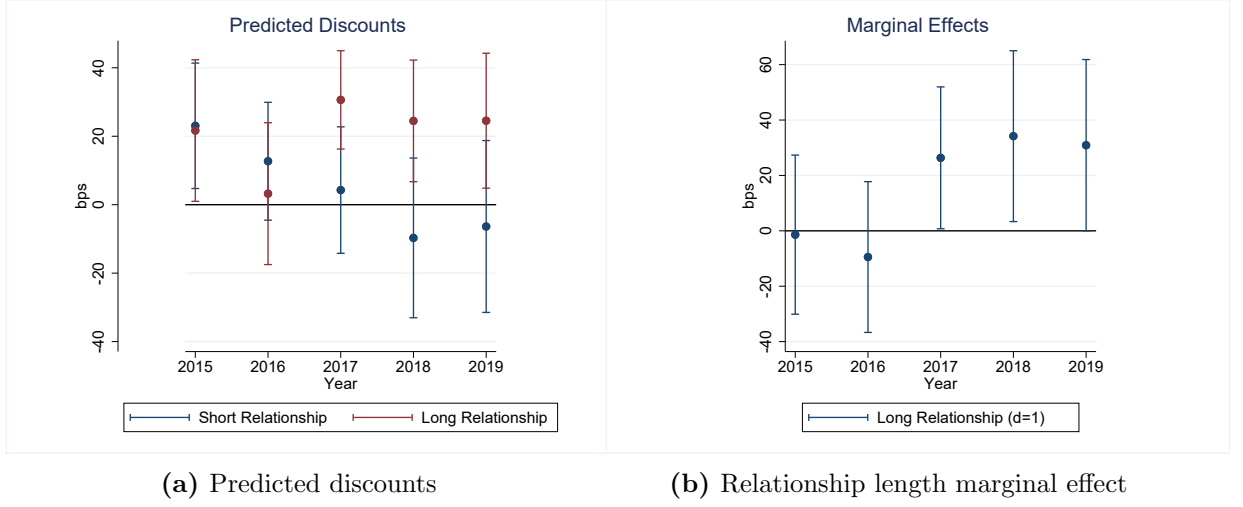 Predicted Discounts
40
20
0
-20
-40
bps
2015 2016 2017 2018 2019
Year
Short Relationship Long Relationship
(a) Predicted discounts
Marginal Effects
60
40
20
0
-20
-40
bps
2015 2016 2017 2018 2019
Year
Long Relationship (d=1)
(b) Relationship length marginal effect